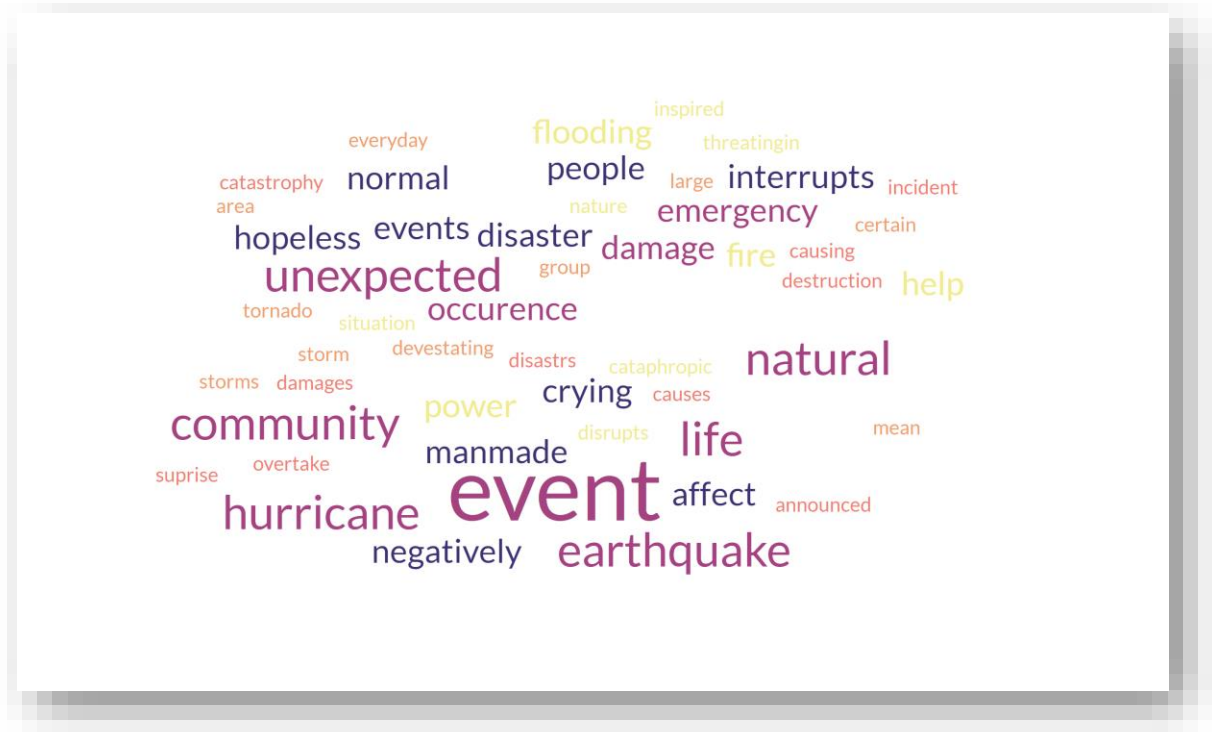 inspired
everyday flooding threatingin
catastrophy normal people large interrupts incident
area nature emergency certain
hopeless events disaster damage fire causing
unexpected group destruction help
tornado situation occurence
storm devestating disastrs cataphropic natural
storms damages crying causes
community power disrupts life mean
suprise overtake manmade
hurricane event affect announced
negatively earthquake